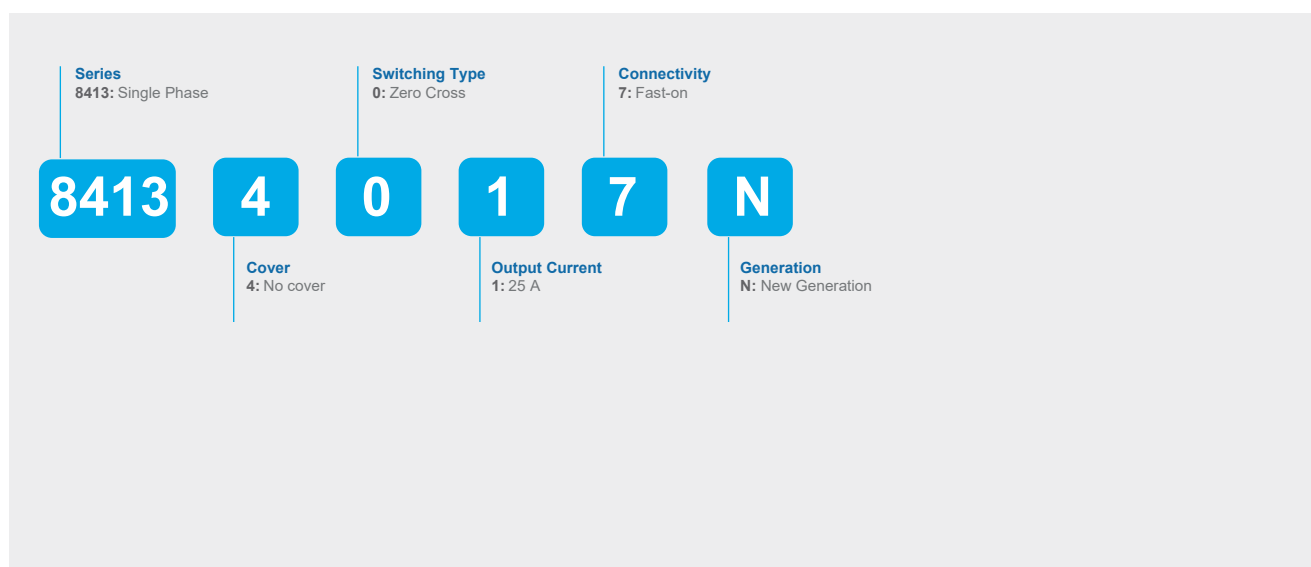 Series
8413: Single Phase
Switching Type
0: Zero Cross
Connectivity
7: Fast-on
8413 4 0 1 7 N
Cover
4: No cover
Output Current
1: 25 A
Generation
N: New Generation